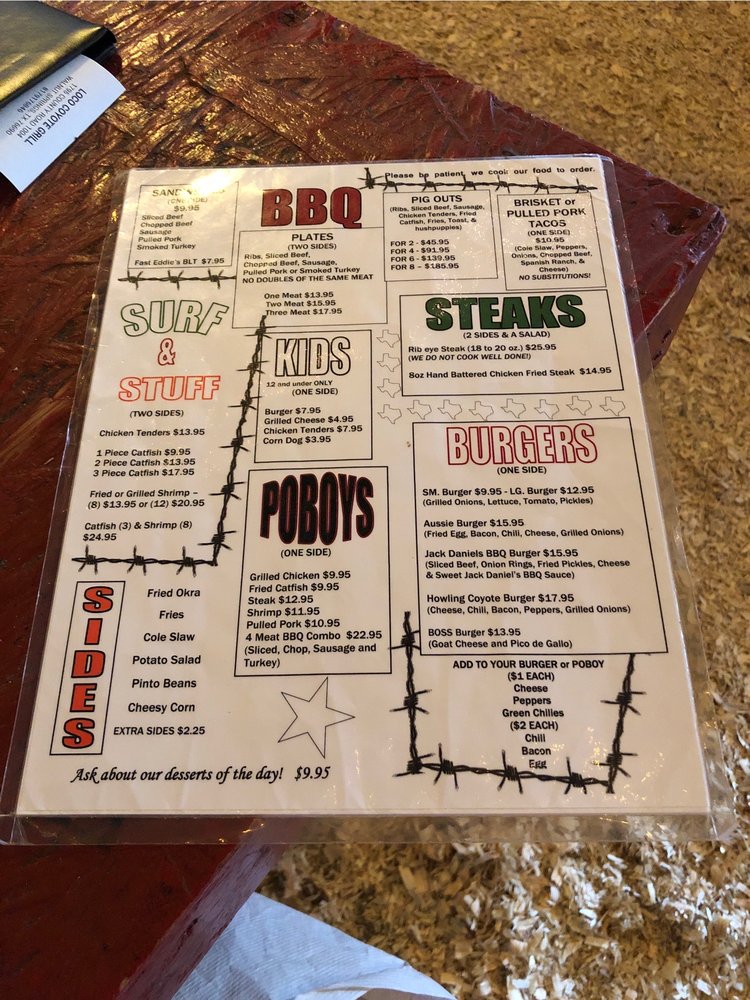 LOCO COYOTE GRILL
1795 COUNTY ROAD 1004
WALNUT SPRINGS, TX 76690
Please be patient, we cook our food to order.
SANDWICHES
(ONE SIDE)
$9.95
Sliced Beef
Chopped Beef
Sausage
Pulled Pork
Smoked Turkey
Fast Eddie's BLT $7.95
BBQ
PLATES
(TWO SIDES)
Ribs, Sliced Beef,
Chopped Beef, Sausage,
Pulled Pork or Smoked Turkey
NO DOUBLES OF THE SAME MEAT
One Meat $13.95
Two Meat $15.95
Three Meat $17.95
PIG OUTS
(Ribs, Sliced Beef, Sausage,
Chicken Tenders, Fried
Catfish, Fries, Toast, &
hushpuppies)
FOR 2 - $45.95
FOR 4 - $91.95
FOR 6 - $139.95
FOR 8 – $185.95
BRISKET or
PULLED PORK
TACOS
(ONE SIDE)
$10.95
(Cole Slaw, Peppers,
Onions, Chopped Beef,
Spanish Ranch, &
Cheese)
NO SUBSTITUTIONS!
SURF
&
STUFF
(TWO SIDES)
Chicken Tenders $13.95
1 Piece Catfish $9.95
2 Piece Catfish $13.95
3 Piece Catfish $17.95
Fried or Grilled Shrimp –
(8) $13.95 or (12) $20.95
Catfish (3) & Shrimp (8)
$24.95
KIDS
12 and under ONLY
(ONE SIDE)
Burger $7.95
Grilled Cheese $4.95
Chicken Tenders $7.95
Corn Dog $3.95
STEAKS
(2 SIDES & A SALAD)
Rib eye Steak (18 to 20 oz.) $25.95
(WE DO NOT COOK WELL DONE!)
8oz Hand Battered Chicken Fried Steak $14.95
POBOYS
(ONE SIDE)
Grilled Chicken $9.95
Fried Catfish $9.95
Steak $12.95
Shrimp $11.95
Pulled Pork $10.95
4 Meat BBQ Combo $22.95
(Sliced, Chop, Sausage and
Turkey)
BURGERS
(ONE SIDE)
SM. Burger $9.95 - LG. Burger $12.95
(Grilled Onions, Lettuce, Tomato, Pickles)
Aussie Burger $15.95
(Fried Egg, Bacon, Chili, Cheese, Grilled Onions)
Jack Daniels BBQ Burger $15.95
(Sliced Beef, Onion Rings, Fried Pickles, Cheese
& Sweet Jack Daniel's BBQ Sauce)
Howling Coyote Burger $17.95
(Cheese, Chili, Bacon, Peppers, Grilled Onions)
BOSS Burger $13.95
(Goat Cheese and Pico de Gallo)
ADD TO YOUR BURGER or POBOY
($1 EACH)
Cheese
Peppers
Green Chilies
($2 EACH)
Chili
Bacon
Egg
SIDES
Fried Okra
Fries
Cole Slaw
Potato Salad
Pinto Beans
Cheesy Corn
EXTRA SIDES $2.25
Ask about our desserts of the day! $9.95